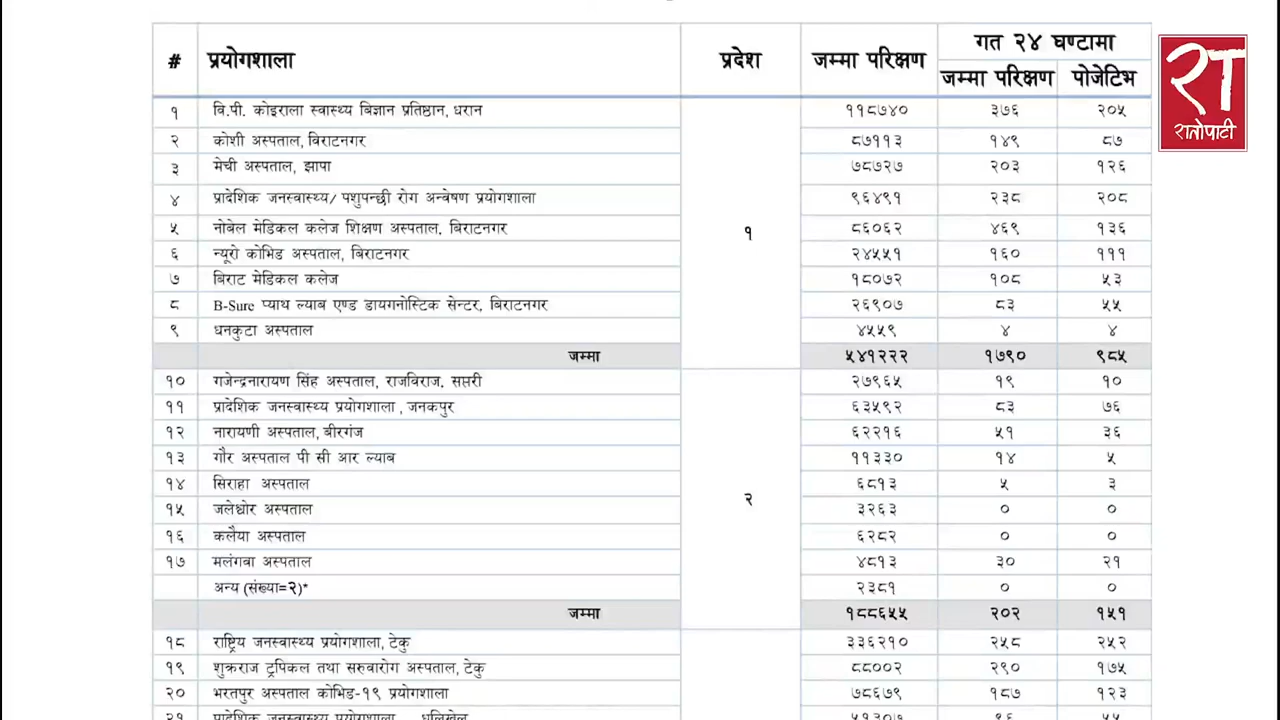 # प्रयोगशाला प्रदेश जम्मा परिक्षण गत २४ घण्टामा
जम्मा परिक्षण पोजेटिभ
रातोपाटी
१ वि.पी. कोइराला स्वास्थ्य बिज्ञान प्रतिष्ठान, धरान ११८७४० ३७६ २०५
२ कोशी अस्पताल, विराटनगर ८७११३ १४९ ८७
३ मेची अस्पताल, झापा ७८७२७ २०३ १२६
४ प्रादेशिक जनस्वास्थ्य/ पशुपन्छी रोग अन्वेषण प्रयोगशाला ९६४९१ २३८ २०८
५ नोबेल मेडिकल कलेज शिक्षण अस्पताल, बिराटनगर ८६०६२ ४६९ १३६
१
६ न्यूरो कोभिड अस्पताल, बिराटनगर २४५५१ १६० १११
७ बिराट मेडिकल कलेज १८०७२ १०८ ५३
८ B-Sure प्याथ ल्याब एण्ड डायगनोस्टिक सेन्टर, बिराटनगर २६९०७ ८३ ५५
९ धनकुटा अस्पताल ४५५९ ४ ४
जम्मा ५४१२२२ १७९० ९८५
१० गजेन्द्रनारायण सिंह अस्पताल, राजविराज, सप्तरी २७९६५ १९ १०
११ प्रादेशिक जनस्वास्थ्य प्रयोगशाला , जनकपुर ६३५९२ ८३ ७६
१२ नारायणी अस्पताल, बीरगंज ६२२१६ ५१ ३६
१३ गौर अस्पताल पी सी आर ल्याब ११३३० १४ ५
१४ सिराहा अस्पताल ६८१३ ५ ३
२
१५ जलेश्वोर अस्पताल ३२६३ ० ०
१६ कलैया अस्पताल ६२८२ ० ०
१७ मलंगवा अस्पताल ४८१३ ३० २१
अन्य (संख्या=२)* २३८१ ० ०
जम्मा १८८६५५ २०२ १५१
१८ राष्ट्रिय जनस्वास्थ्य प्रयोगशाला, टेकु ३३६२१० २५८ २५२
१९ शुक्रराज ट्रपिकल तथा सरुवारोग अस्पताल, टेकु ८८००२ २९० १७५
२० भरतपुर अस्पताल कोभिड-१९ प्रयोगशाला ७८६७९ १८७ १२३
२१ प्रादेशिक जनस्वास्थ्य प्रयोगशाला धुलिखेल